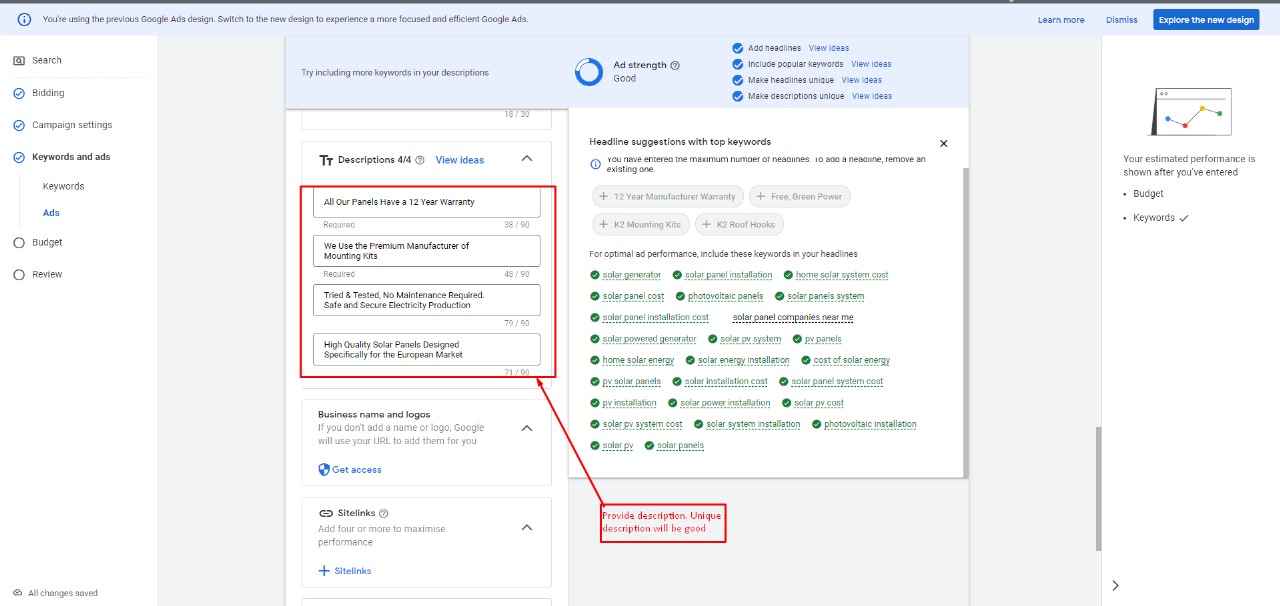 You're using the previous Google Ads design. Switch to the new design to experience a more focused and efficient Google Ads.
Learn more
Dismiss
Explore the new design
Search
Bidding
Campaign settings
Keywords and ads
Keywords
Ads
Budget
Review
All changes saved
Try including more keywords in your descriptions
Ad strength
Good
Add headlines View ideas
Include popular keywords View ideas
Make headlines unique View ideas
Make descriptions unique View ideas
18 / 30
Descriptions 4/4 View ideas
All Our Panels Have a 12 Year Warranty
Required 38 / 90
We Use the Premium Manufacturer of
Mounting Kits
Required 48 / 90
Tried & Tested, No Maintenance Required.
Safe and Secure Electricity Production
79 / 90
High Quality Solar Panels Designed
Specifically for the European Market
71 / 90
Business name and logos
If you don't add a name or logo, Google
will use your URL to add them for you
Get access
Sitelinks
Add four or more to maximise
performance
Sitelinks
Headline suggestions with top keywords
You have entered the maximum number of headlines. To add a headline, remove an
existing one.
12 Year Manufacturer Warranty Free, Green Power
K2 Mounting Kits K2 Roof Hooks
For optimal ad performance, include these keywords in your headlines
solar generator solar panel installation home solar system cost
solar panel cost photovoltaic panels solar panels system
solar panel installation cost solar panel companies near me
solar powered generator solar pv system pv panels
home solar energy solar energy installation cost of solar energy
pv solar panels solar installation cost solar panel system cost
pv installation solar power installation solar pv cost
solar pv system cost solar system installation photovoltaic installation
solar pv solar panels
Provide description. Unique
description will be good
Your estimated performance is
shown after you've entered
Budget
Keywords